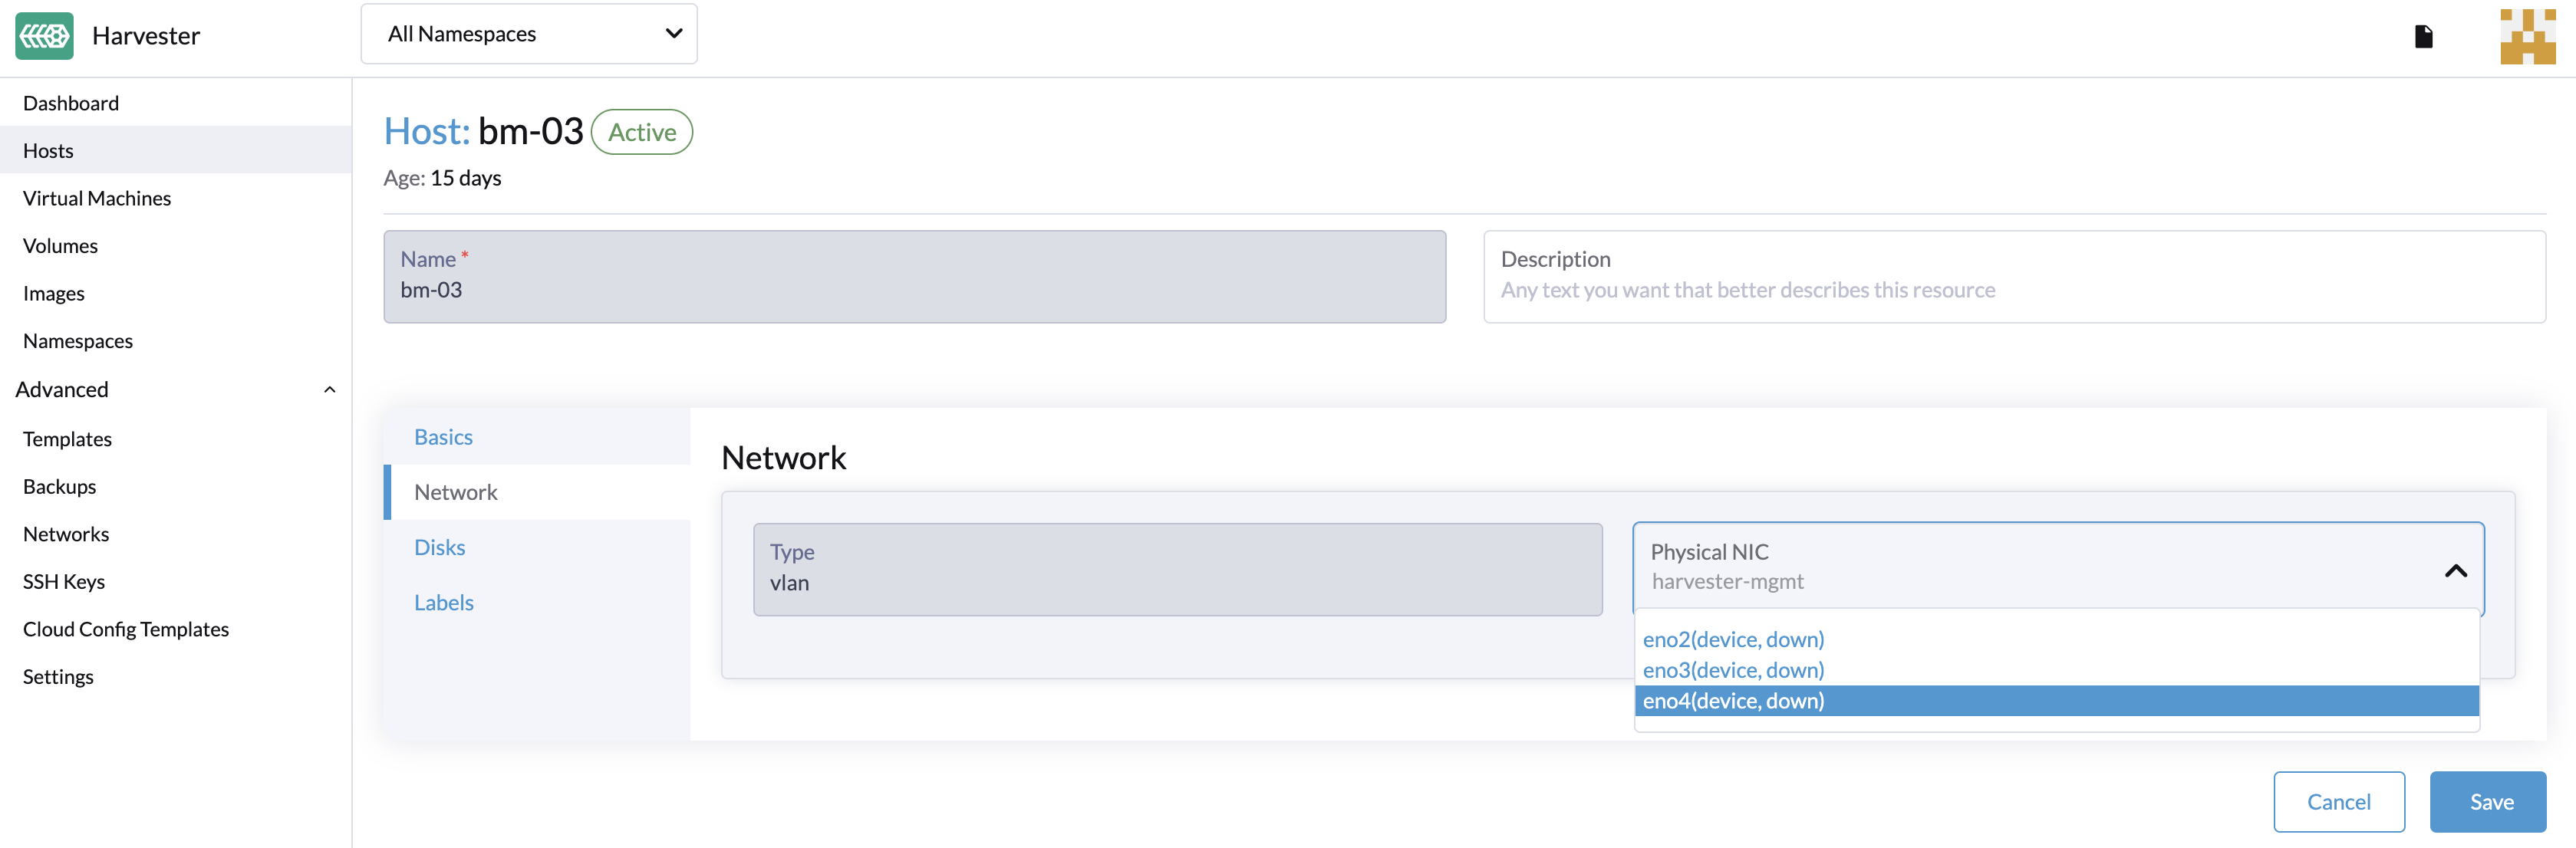 Harvester
All Namespaces
Dashboard
Hosts
Virtual Machines
Volumes
Images
Namespaces
Advanced
Templates
Backups
Networks
SSH Keys
Cloud Config Templates
Settings
Host: bm-03 Active
Age: 15 days
Name *
bm-03
Description
Any text you want that better describes this resource
Basics
Network
Disks
Labels
Network
Type
vlan
Physical NIC
harvester-mgmt
eno2(device, down)
eno3(device, down)
eno4(device, down)
Cancel
Save